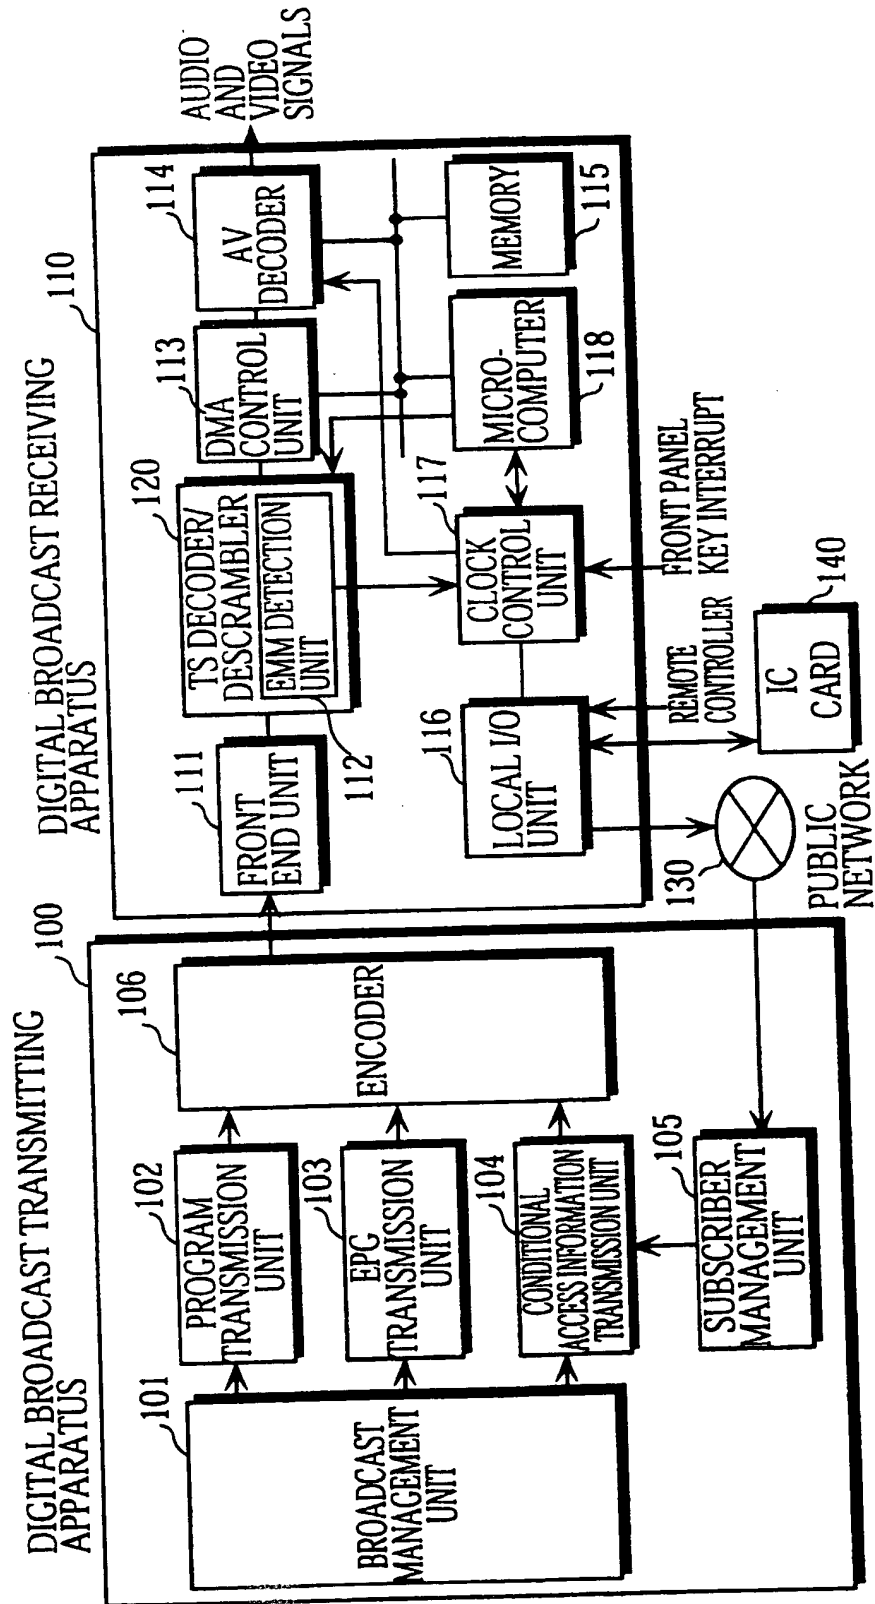 DIGITAL BROADCAST TRANSMITTING
APPARATUS
100
101
BROADCAST
MANAGEMENT
UNIT
102
PROGRAM
TRANSMISSION
UNIT
103
EPG
TRANSMISSION
UNIT
104
CONDITIONAL
ACCESS INFORMATION
TRANSMISSION UNIT
105
SUBSCRIBER
MANAGEMENT
UNIT
106
ENCODER
DIGITAL BROADCAST RECEIVING
APPARATUS
110
111
FRONT
END UNIT
120
TS DECODER/
DESCRAMBLER
EMM DETECTION
UNIT
112
113
DMA
CONTROL
UNIT
114
AV
DECODER
AUDIO
AND
VIDEO
SIGNALS
116
LOCAL I/O
UNIT
117
CLOCK
CONTROL
UNIT
MICRO-
COMPUTER
118
MEMORY
115
130
PUBLIC
NETWORK
REMOTE
CONTROLLER
FRONT PANEL
KEY INTERRUPT
IC
CARD
140